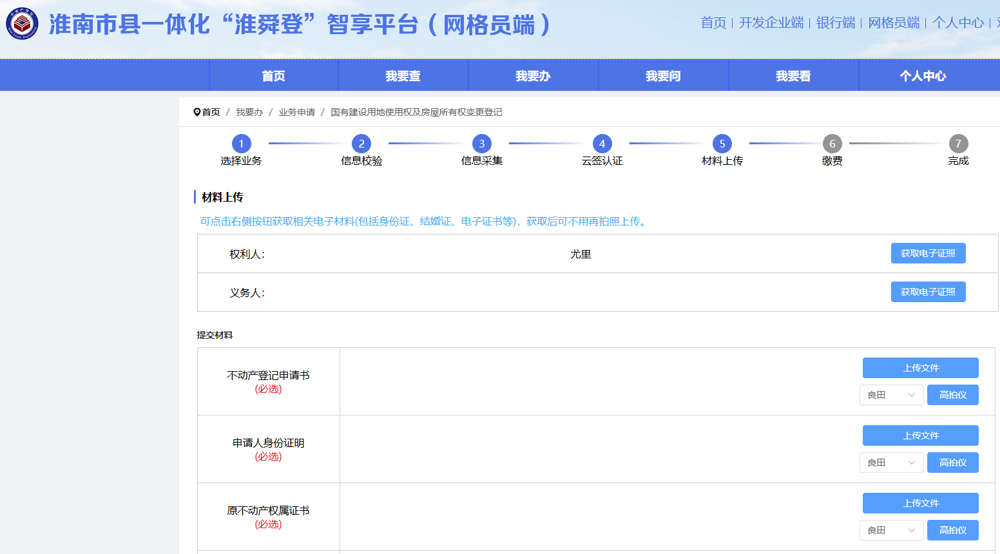 淮南市县一体化“淮舜登”智享平台（网格员端）
首页 | 开发企业端 | 银行端 | 网格员端 | 个人中心 |
首页 我要查 我要办 我要问 我要看 个人中心
首页 / 我要办 / 业务申请 / 国有建设用地使用权及房屋所有权变更登记
1 2 3 4 5 6 7
选择业务 信息校验 信息采集 云签认证 材料上传 缴费 完成
材料上传
可点击右侧按钮获取相关电子材料(包括身份证、结婚证、电子证书等)，获取后可不用再拍照上传。
权利人： 尤里 获取电子证照
义务人： 获取电子证照
提交材料
不动产登记申请书
(必选)
上传文件
良田 高拍仪
申请人身份证明
(必选)
上传文件
良田 高拍仪
原不动产权属证书
(必选)
上传文件
良田 高拍仪